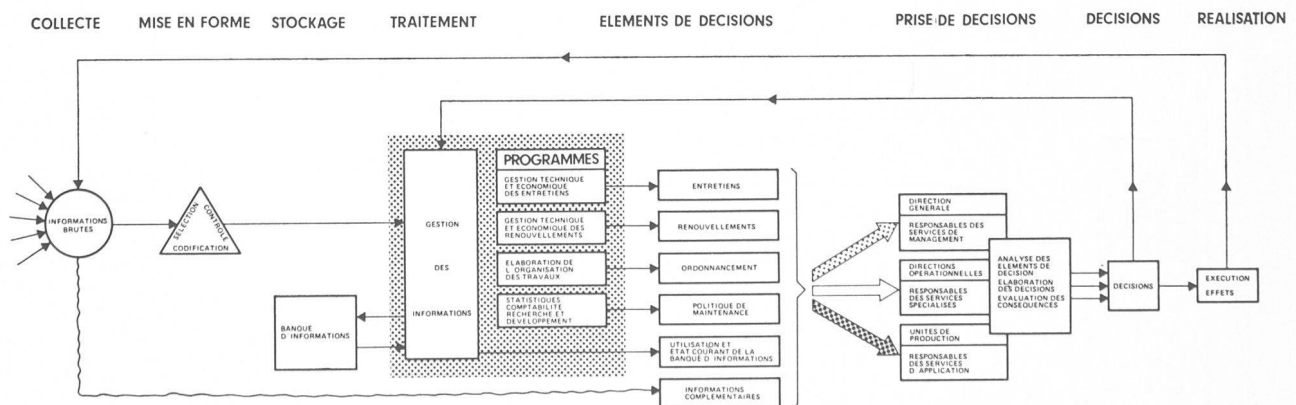 COLLECTE
MISE EN FORME
STOCKAGE
TRAITEMENT
ELEMENTS DE DECISIONS
PRISE DE DECISIONS
DECISIONS
REALISATION
INFORMATIONS
BRUTES
SELECTION
CONTROLE
CODIFICATION
BANQUE
D INFORMATIONS
GESTION
DES
INFORMATIONS
PROGRAMMES
GESTION TECHNIQUE
ET ECONOMIQUE
DES ENTRETIENS
GESTION TECHNIQUE
ET ECONOMIQUE DES
RENOUVELLEMENTS
ELABORATION DE
L ORGANISATION
DES TRAVAUX
STATISTIQUES
COMPTABILITE
RECHERCHE ET
DEVELOPPEMENT
ENTRETIENS
RENOUVELLEMENTS
ORDONNANCEMENT
POLITIQUE DE
MAINTENANCE
UTILISATION ET
ETAT COURANT DE LA
BANQUE D INFORMATIONS
INFORMATIONS
COMPLEMENTAIRES
DIRECTION
GENERALE
RESPONSABLES DES
SERVICES DE
MANAGEMENT
DIRECTIONS
OPERATIONNELLES
RESPONSABLES
DES SERVICES
SPECIALISES
UNITES DE
PRODUCTION
RESPONSABLES
DES SERVICES
D APPLICATION
ANALYSE DES
ELEMENTS DE
DECISION
ELABORATION
DES DECISIONS
EVALUATION DES
CONSEQUENCES
DECISIONS
EXECUTION
EFFETS